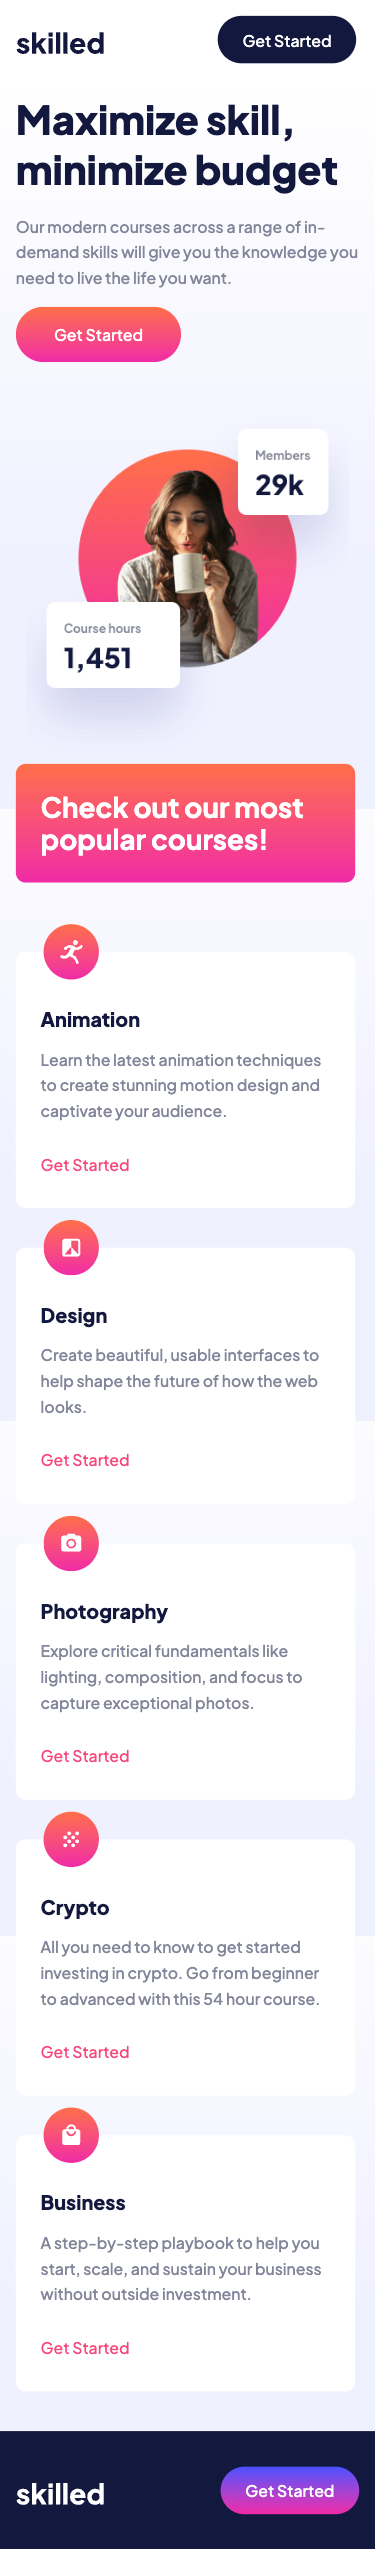 skilled
Get Started
Maximize skill,
minimize budget
Our modern courses across a range of in-
demand skills will give you the knowledge you
need to live the life you want.
Get Started
Members
29k
Course hours
1,451
Check out our most
popular courses!
Animation
Learn the latest animation techniques
to create stunning motion design and
captivate your audience.
Get Started
Design
Create beautiful, usable interfaces to
help shape the future of how the web
looks.
Get Started
Photography
Explore critical fundamentals like
lighting, composition, and focus to
capture exceptional photos.
Get Started
Crypto
All you need to know to get started
investing in crypto. Go from beginner
to advanced with this 54 hour course.
Get Started
Business
A step-by-step playbook to help you
start, scale, and sustain your business
without outside investment.
Get Started
skilled
Get Started